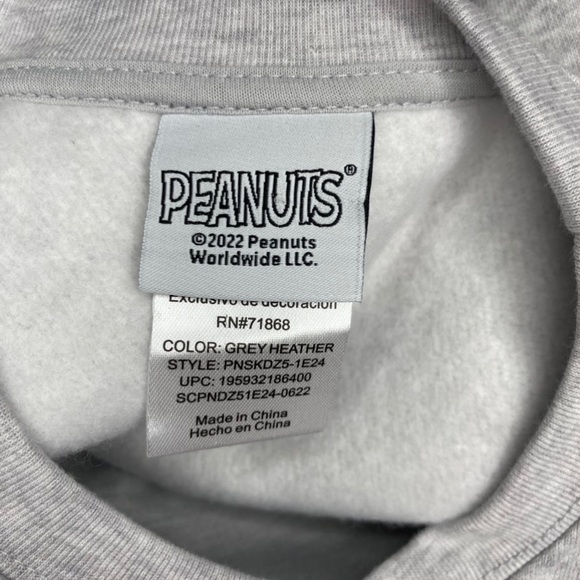 PEANUTS®
©2022 Peanuts
Worldwide LLC.
Exclusivo de decoración
RN#71868
COLOR: GREY HEATHER
STYLE: PNSKDZ5-1E24
UPC: 195932186400
SCPNDZ51E24-0622
Made in China
Hecho en China